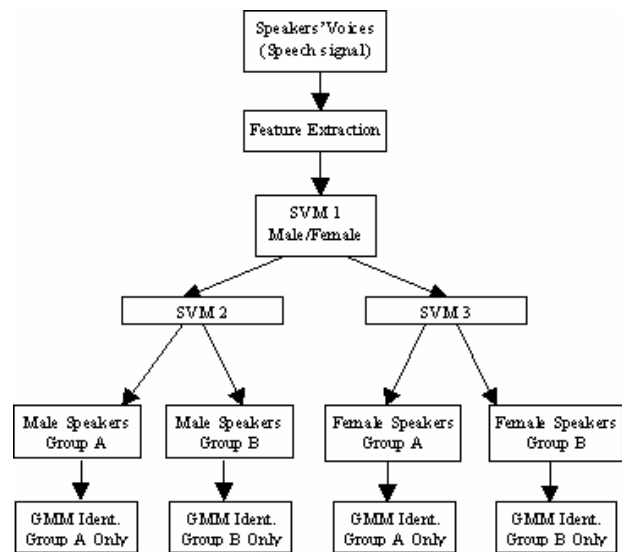 Speakers'Voices
(Speech signal)
Feature Extraction
SVM 1
Male/Female
SVM 2
SVM 3
Male Speakers
Group A
Male Speakers
Group B
Female Speakers
Group A
Female Speakers
Group B
GMM Ident.
Group A Only
GMM Ident.
Group B Only
GMM Ident.
Group A Only
GMM Ident.
Group B Only